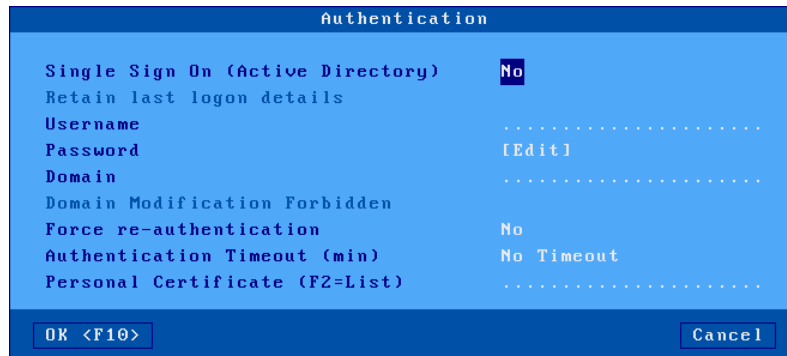 Authentication
Single Sign On (Active Directory) No
Retain last logon details
Username ......................
Password [Edit]
Domain ......................
Domain Modification Forbidden
Force re-authentication No
Authentication Timeout (min) No Timeout
Personal Certificate (F2=List) ......................
OK <F10> Cancel